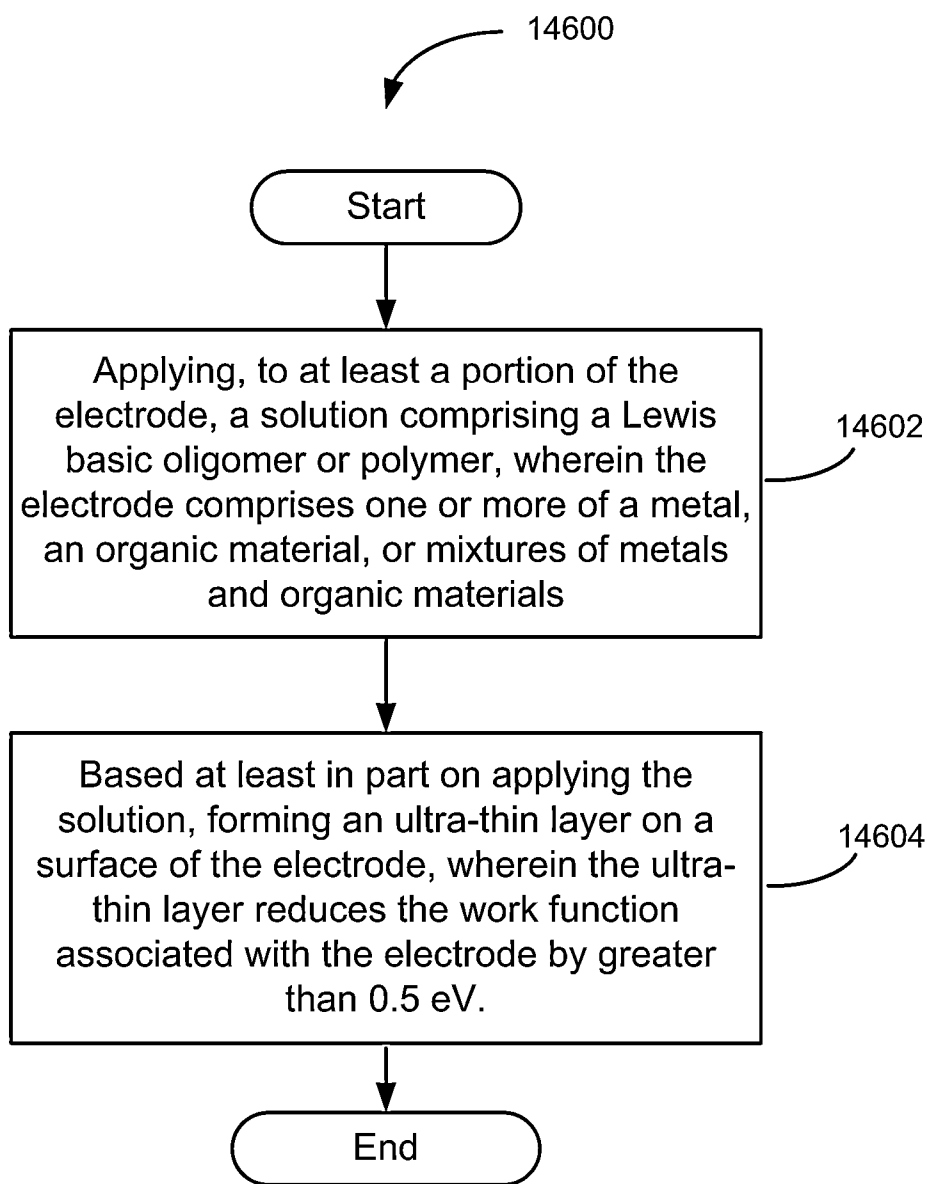 14600
Start
Applying, to at least a portion of the
electrode, a solution comprising a Lewis
basic oligomer or polymer, wherein the
electrode comprises one or more of a metal,
an organic material, or mixtures of metals
and organic materials
14602
Based at least in part on applying the
solution, forming an ultra-thin layer on a
surface of the electrode, wherein the ultra-
thin layer reduces the work function
associated with the electrode by greater
than 0.5 eV.
14604
End